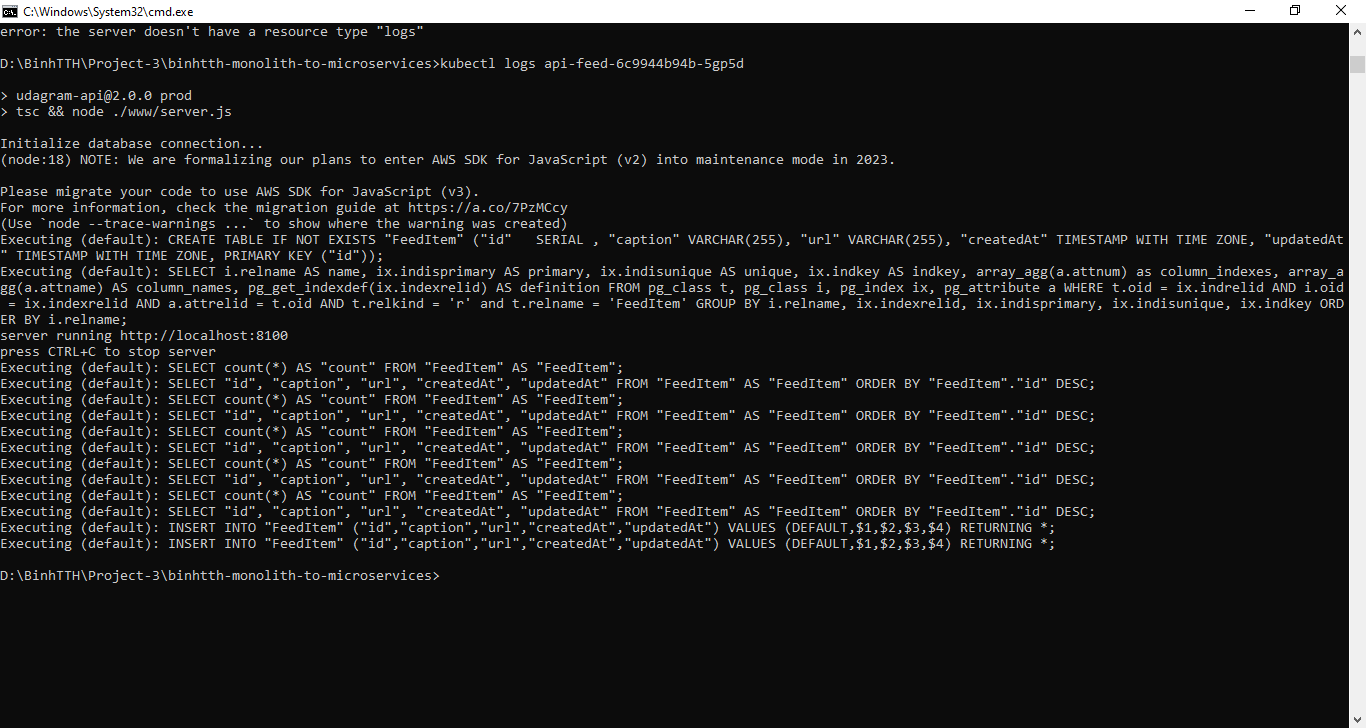 C:\Windows\System32\cmd.exe
error: the server doesn't have a resource type "logs"
D:\BinhTTH\Project-3\binhtth-monolith-to-microservices>kubectl logs api-feed-6c9944b94b-5gp5d
> udagram-api@2.0.0 prod
> tsc && node ./www/server.js
Initialize database connection...
(node:18) NOTE: We are formalizing our plans to enter AWS SDK for JavaScript (v2) into maintenance mode in 2023.
Please migrate your code to use AWS SDK for JavaScript (v3).
For more information, check the migration guide at https://a.co/7PzMCcy
(Use `node --trace-warnings ...` to show where the warning was created)
Executing (default): CREATE TABLE IF NOT EXISTS "FeedItem" ("id"   SERIAL , "caption" VARCHAR(255), "url" VARCHAR(255), "createdAt" TIMESTAMP WITH TIME ZONE, "updatedAt
" TIMESTAMP WITH TIME ZONE, PRIMARY KEY ("id"));
Executing (default): SELECT i.relname AS name, ix.indisprimary AS primary, ix.indisunique AS unique, ix.indkey AS indkey, array_agg(a.attnum) as column_indexes, array_a
gg(a.attname) AS column_names, pg_get_indexdef(ix.indexrelid) AS definition FROM pg_class t, pg_class i, pg_index ix, pg_attribute a WHERE t.oid = ix.indrelid AND i.oid
 = ix.indexrelid AND a.attrelid = t.oid AND t.relkind = 'r' and t.relname = 'FeedItem' GROUP BY i.relname, ix.indexrelid, ix.indisprimary, ix.indisunique, ix.indkey ORD
ER BY i.relname;
server running http://localhost:8100
press CTRL+C to stop server
Executing (default): SELECT count(*) AS "count" FROM "FeedItem" AS "FeedItem";
Executing (default): SELECT "id", "caption", "url", "createdAt", "updatedAt" FROM "FeedItem" AS "FeedItem" ORDER BY "FeedItem"."id" DESC;
Executing (default): SELECT count(*) AS "count" FROM "FeedItem" AS "FeedItem";
Executing (default): SELECT "id", "caption", "url", "createdAt", "updatedAt" FROM "FeedItem" AS "FeedItem" ORDER BY "FeedItem"."id" DESC;
Executing (default): SELECT count(*) AS "count" FROM "FeedItem" AS "FeedItem";
Executing (default): SELECT "id", "caption", "url", "createdAt", "updatedAt" FROM "FeedItem" AS "FeedItem" ORDER BY "FeedItem"."id" DESC;
Executing (default): SELECT count(*) AS "count" FROM "FeedItem" AS "FeedItem";
Executing (default): SELECT "id", "caption", "url", "createdAt", "updatedAt" FROM "FeedItem" AS "FeedItem" ORDER BY "FeedItem"."id" DESC;
Executing (default): SELECT count(*) AS "count" FROM "FeedItem" AS "FeedItem";
Executing (default): SELECT "id", "caption", "url", "createdAt", "updatedAt" FROM "FeedItem" AS "FeedItem" ORDER BY "FeedItem"."id" DESC;
Executing (default): INSERT INTO "FeedItem" ("id","caption","url","createdAt","updatedAt") VALUES (DEFAULT,$1,$2,$3,$4) RETURNING *;
Executing (default): INSERT INTO "FeedItem" ("id","caption","url","createdAt","updatedAt") VALUES (DEFAULT,$1,$2,$3,$4) RETURNING *;
D:\BinhTTH\Project-3\binhtth-monolith-to-microservices>